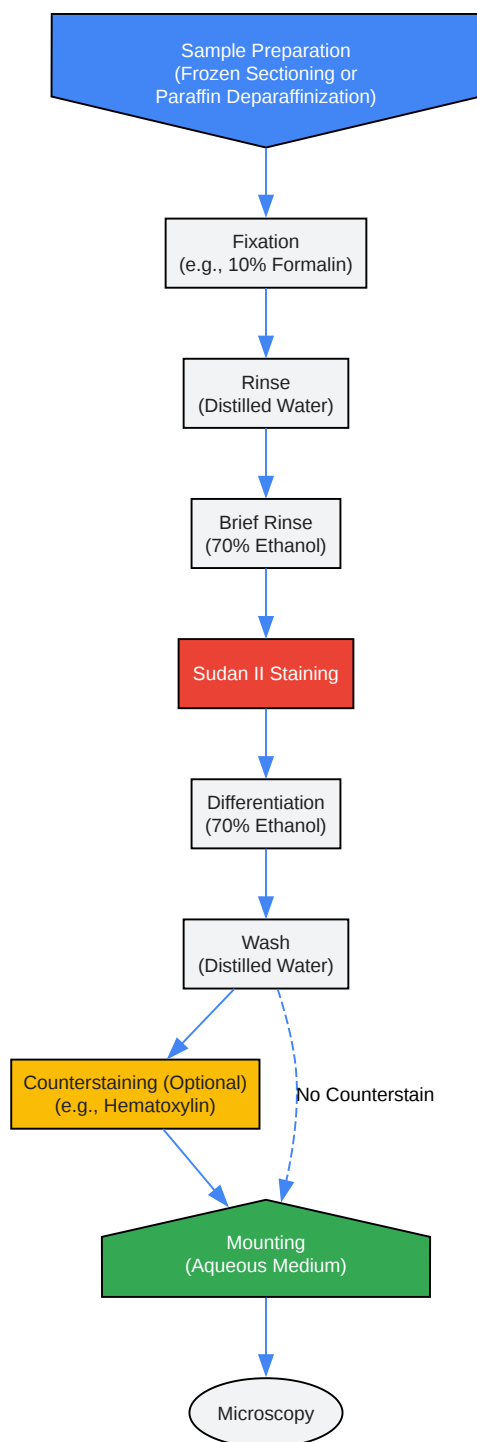 Sample Preparation
(Frozen Sectioning or
Paraffin Deparaffinization)
Fixation
(e.g., 10% Formalin)
Rinse
(Distilled Water)
Brief Rinse
(70% Ethanol)
Sudan II Staining
Differentiation
(70% Ethanol)
Wash
(Distilled Water)
Counterstaining (Optional)
(e.g., Hematoxylin)
No Counterstain
Mounting
(Aqueous Medium)
Microscopy